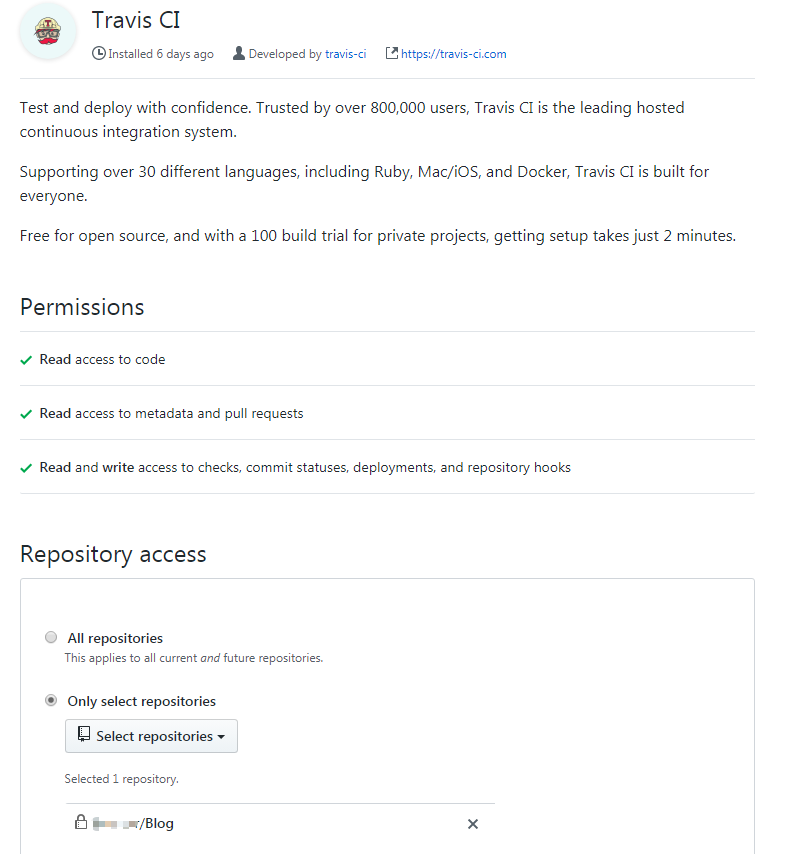 Travis CI
Installed 6 days ago Developed by travis-ci https://travis-ci.com
Test and deploy with confidence. Trusted by over 800,000 users, Travis CI is the leading hosted
continuous integration system.
Supporting over 30 different languages, including Ruby, Mac/iOS, and Docker, Travis CI is built for
everyone.
Free for open source, and with a 100 build trial for private projects, getting setup takes just 2 minutes.
Permissions
Read access to code
Read access to metadata and pull requests
Read and write access to checks, commit statuses, deployments, and repository hooks
Repository access
All repositories
This applies to all current and future repositories.
Only select repositories
Select repositories
Selected 1 repository.
/Blog